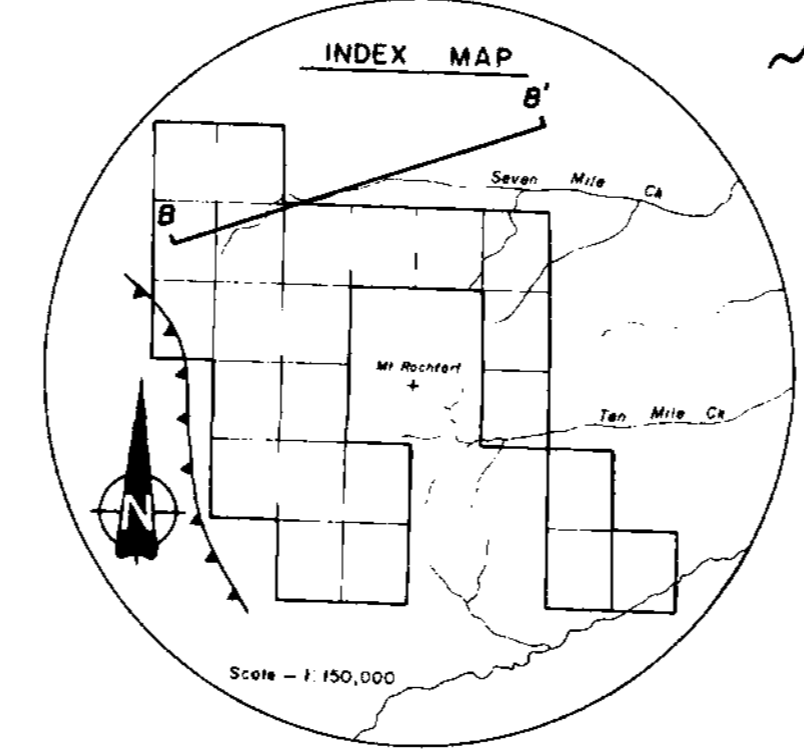 INDEX MAP
B'
Seven Mile Ck
B
Mt Rochfort
+
Ten Mile Ck
N
Scale – 1:150,000